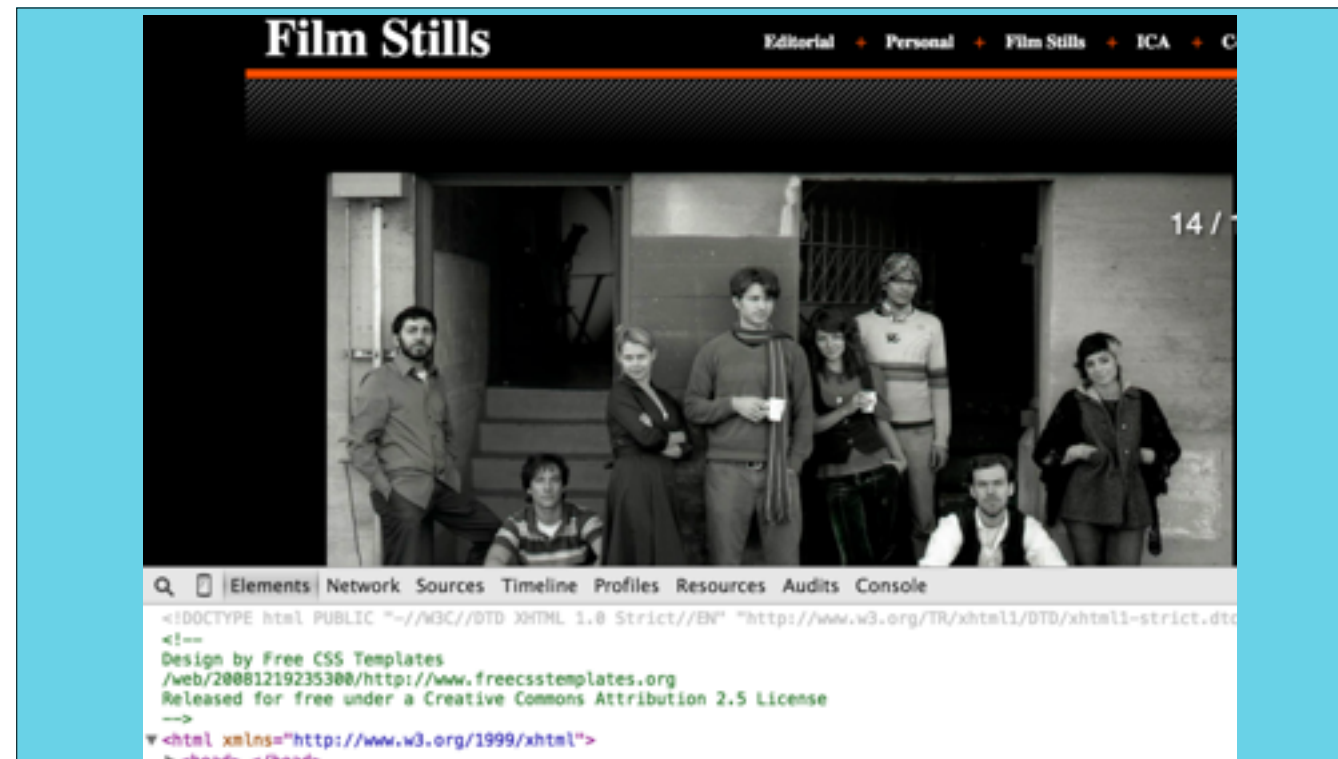 Film Stills
Editorial + Personal + Film Stills + ICA + C
14 /
Elements Network Sources Timeline Profiles Resources Audits Console
<!DOCTYPE html PUBLIC "-//W3C//DTD XHTML 1.0 Strict//EN" "http://www.w3.org/TR/xhtml1/DTD/xhtml1-strict.dtd
<!--
Design by Free CSS Templates
/web/20081219235300/http://www.freecsstemplates.org
Released for free under a Creative Commons Attribution 2.5 License
-->
▼<html xmlns="http://www.w3.org/1999/xhtml">